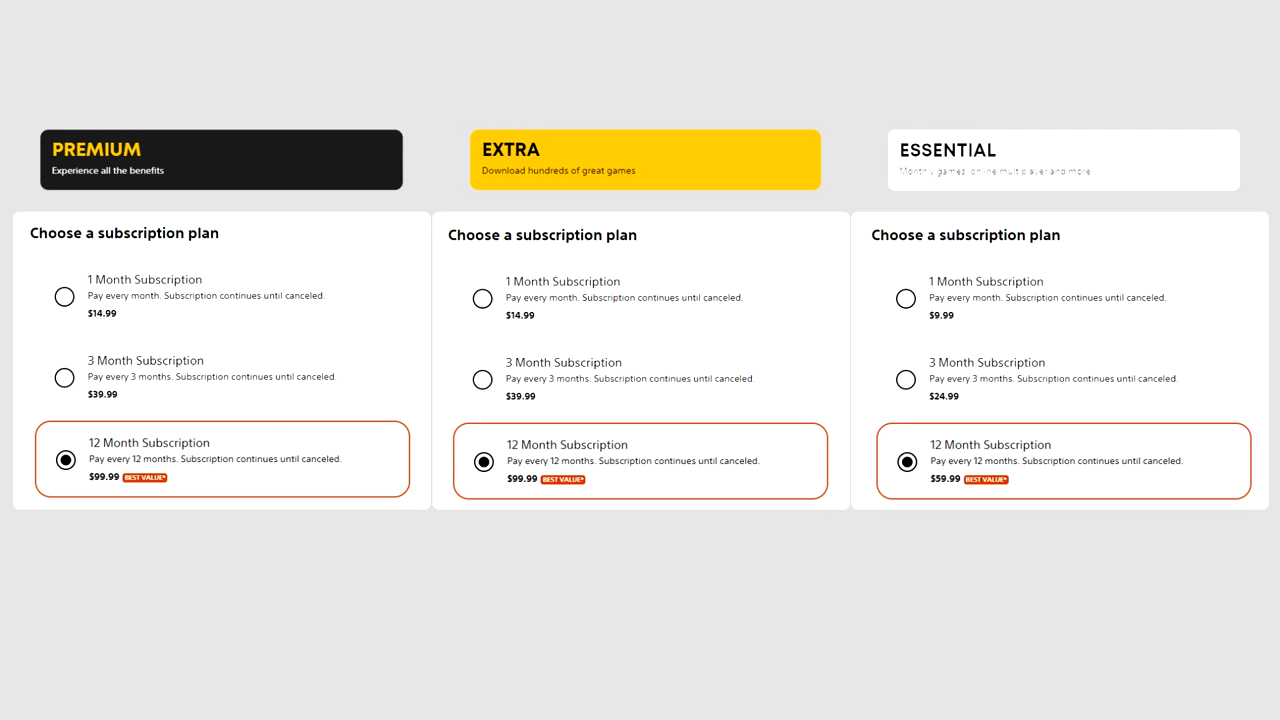 PREMIUM
Experience all the benefits
Choose a subscription plan
1 Month Subscription
Pay every month. Subscription continues until canceled.
$14.99
3 Month Subscription
Pay every 3 months. Subscription continues until canceled.
$39.99
12 Month Subscription
Pay every 12 months. Subscription continues until canceled.
$99.99 BEST VALUE*
EXTRA
Download hundreds of great games
Choose a subscription plan
1 Month Subscription
Pay every month. Subscription continues until canceled.
$14.99
3 Month Subscription
Pay every 3 months. Subscription continues until canceled.
$39.99
12 Month Subscription
Pay every 12 months. Subscription continues until canceled.
$99.99 BEST VALUE*
ESSENTIAL
Monthly games, online multiplayer and more
Choose a subscription plan
1 Month Subscription
Pay every month. Subscription continues until canceled.
$9.99
3 Month Subscription
Pay every 3 months. Subscription continues until canceled.
$24.99
12 Month Subscription
Pay every 12 months. Subscription continues until canceled.
$59.99 BEST VALUE*